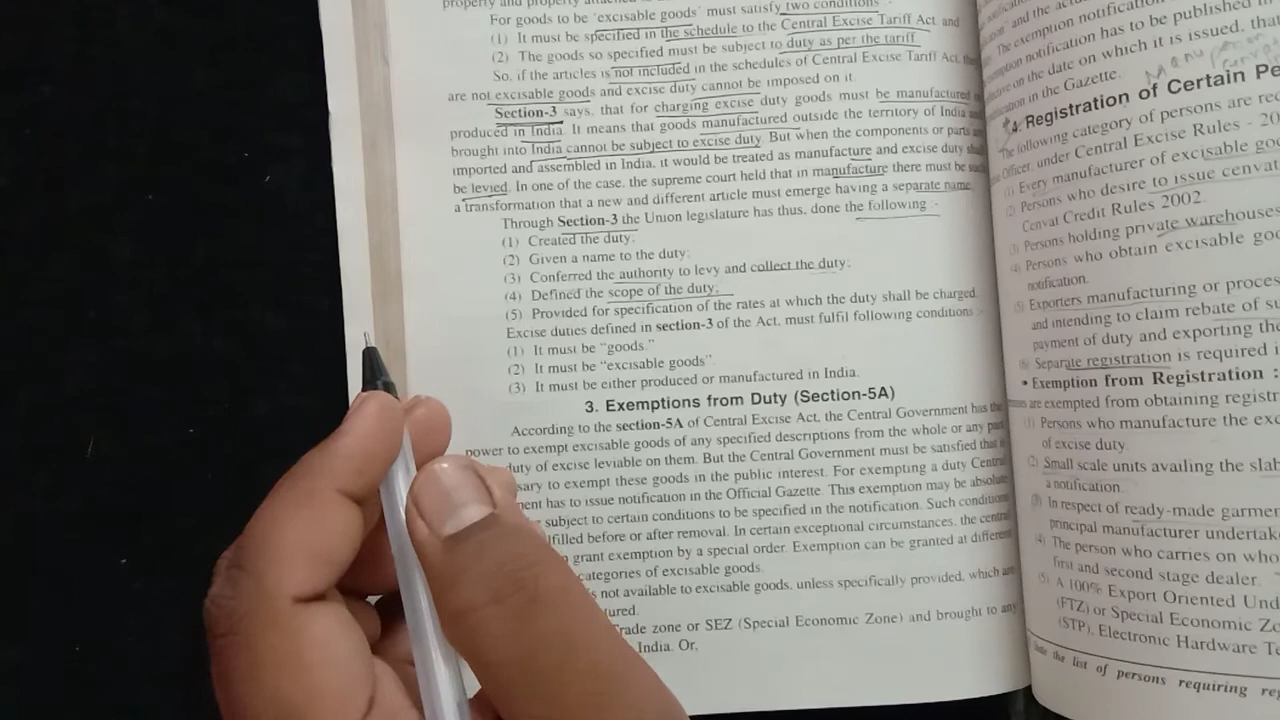 property and property
For goods to be 'excisable goods' must satisfy two conditions
(1) It must be specified in the schedule to the Central Excise Tariff Act and
(2) The goods so specified must be subject to duty as per the tariff
So, if the articles is not included in the schedules of Central Excise Tariff Act,
are not excisable goods and excise duty cannot be imposed on it.
Section-3 says, that for charging excise duty goods must be manufactured
produced in India. It means that goods manufactured outside the territory of India
brought into India cannot be subject to excise duty. But when the components or parts
imported and assembled in India, it would be treated as manufacture and excise duty
be levied. In one of the case, the supreme court held that in manufacture there must be
a transformation that a new and different article must emerge having a separate name
Through Section-3 the Union legislature has thus, done the following :-
(1) Created the duty;
(2) Given a name to the duty;
(3) Conferred the authority to levy and collect the duty;
(4) Defined the scope of the duty;
(5) Provided for specification of the rates at which the duty shall be charged
Excise duties defined in section-3 of the Act, must fulfil following conditions :-
(1) It must be "goods."
(2) It must be "excisable goods".
(3) It must be either produced or manufactured in India.
3. Exemptions from Duty (Section-5A)
According to the section-5A of Central Excise Act, the Central Government has the
power to exempt excisable goods of any specified descriptions from the whole or any part
duty of excise leviable on them. But the Central Government must be satisfied that
sary to exempt these goods in the public interest. For exempting a duty Central
ent has to issue notification in the Official Gazette. This exemption may be absolute
subject to certain conditions to be specified in the notification. Such conditions
lfilled before or after removal. In certain exceptional circumstances, the central
grant exemption by a special order. Exemption can be granted at different
categories of excisable goods.
s not available to excisable goods, unless specifically provided, which are
tured.
rade zone or SEZ (Special Economic Zone) and brought to any
India. Or,
and the
The exemption notification
notification has to be published in
on the date on which it is issued, that
in the Gazette.
4. Registration of Certain Pe
The following category of persons are req
Officer, under Central Excise Rules - 20
(1) Every manufacturer of excisable goo
(2) Persons who desire to issue cenvat
Cenvat Credit Rules 2002.
(3) Persons holding private warehouses
(4) Persons who obtain excisable goo
notification.
(5) Exporters manufacturing or proces
and intending to claim rebate of su
payment of duty and exporting the
(6) Separate registration is required i
• Exemption from Registration :
are exempted from obtaining registr
(1) Persons who manufacture the exc
of excise duty.
(2) Small scale units availing the slab
a notification.
(3) In respect of ready-made garmen
principal manufacturer undertak
(4) The person who carries on who
first and second stage dealer.
(5) A 100% Export Oriented Und
(FTZ) or Special Economic Zo
(STP), Electronic Hardware Te
the list of persons requiring reg